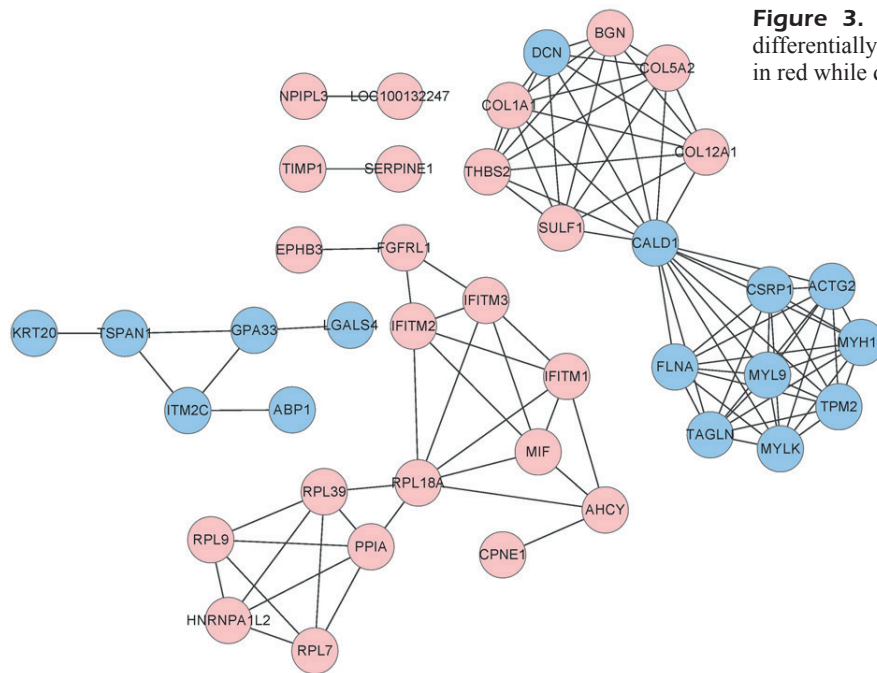 Figure 3.
differentially
in red while
DCN
BGN
COL5A2
NPIPL3
LOC100132247
COL1A1
COL12A1
TIMP1
SERPINE1
THBS2
SULF1
EPHB3
FGFRL1
CALD1
CSRP1
ACTG2
IFITM3
KRT20
TSPAN1
GPA33
LGALS4
IFITM2
MYH1
FLNA
MYL9
IFITM1
ITM2C
ABP1
TPM2
TAGLN
MYLK
MIF
RPL39
RPL18A
AHCY
RPL9
PPIA
CPNE1
HNRNPA1L2
RPL7